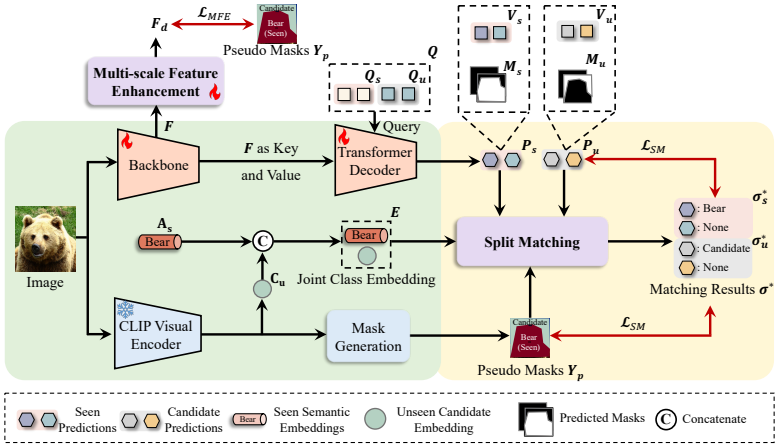 F_d
L_MFE
Candidate
Bear
(Seen)
Pseudo Masks Y_p
Multi-scale Feature
Enhancement
F
Q
Q_s Q_u
Query
V_s
M_s
V_u
M_u
Backbone
F as Key
and Value
Transformer
Decoder
P_s
P_u
L_SM
Image
A_s
Bear
C
C_u
E
Bear
Joint Class Embedding
Split Matching
σ_s^*
: Bear
: None
σ_u^*
: Candidate
: None
Matching Results σ^*
CLIP Visual
Encoder
Mask
Generation
Candidate
Bear
(Seen)
Pseudo Masks Y_p
L_SM
Seen
Predictions
Candidate
Predictions
Bear
Seen Semantic
Embeddings
Unseen Candidate
Embedding
Predicted Masks
C
Concatenate